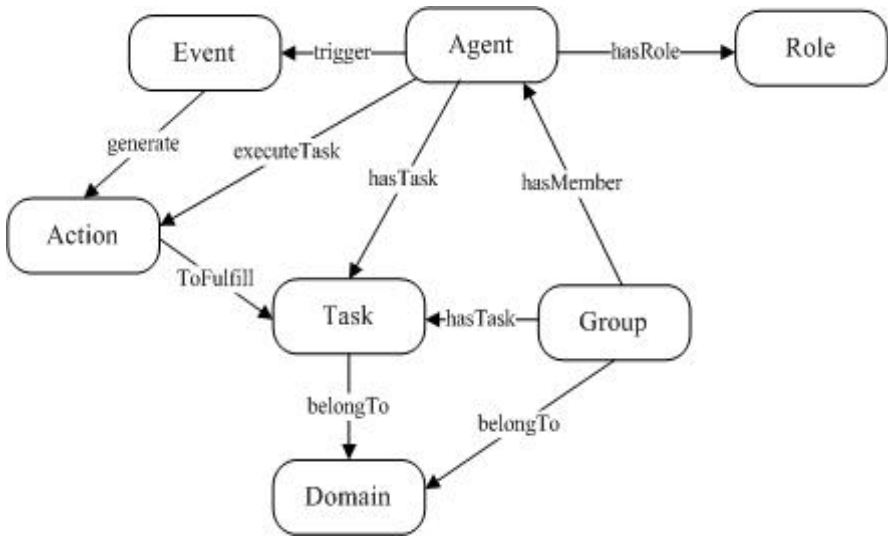 Event
trigger
Agent
hasRole
Role
generate
executeTask
hasTask
hasMember
Action
ToFulfill
Task
hasTask
Group
belongTo
belongTo
Domain